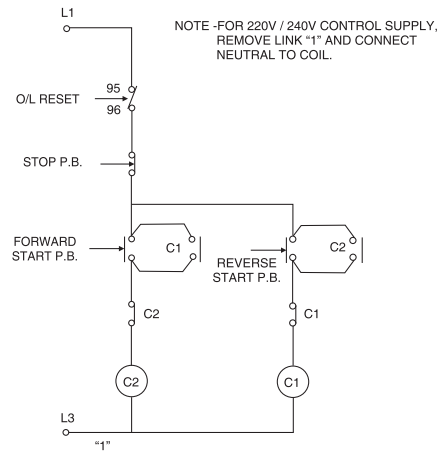 L1
NOTE -FOR 220V / 240V CONTROL SUPPLY,
REMOVE LINK “1” AND CONNECT
NEUTRAL TO COIL.
95
O/L RESET
96
STOP P.B.
FORWARD
START P.B.
C1
REVERSE
START P.B.
C2
C2
C1
C2
C1
L3
“1”